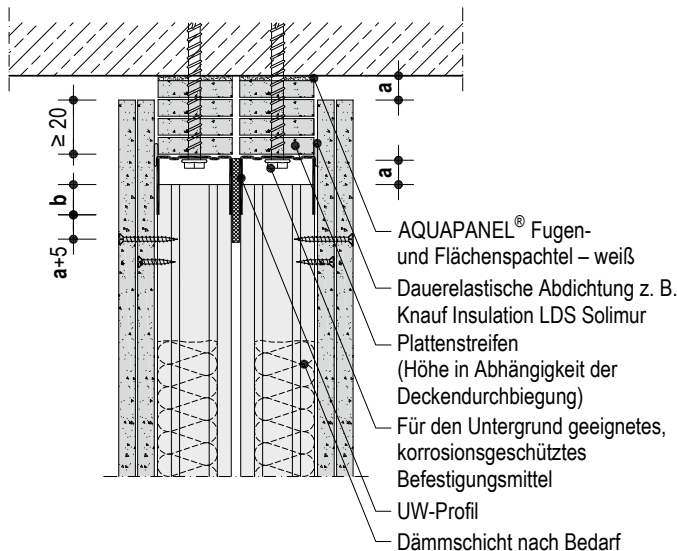 a
≥ 20
a
b
a+5
AQUAPANEL® Fugen-
und Flächenspachtel – weiß
Dauerelastische Abdichtung z. B.
Knauf Insulation LDS Solimur
Plattenstreifen
(Höhe in Abhängigkeit der
Deckendurchbiegung)
Für den Untergrund geeignetes,
korrosionsgeschütztes
Befestigungsmittel
UW-Profil
Dämmschicht nach Bedarf